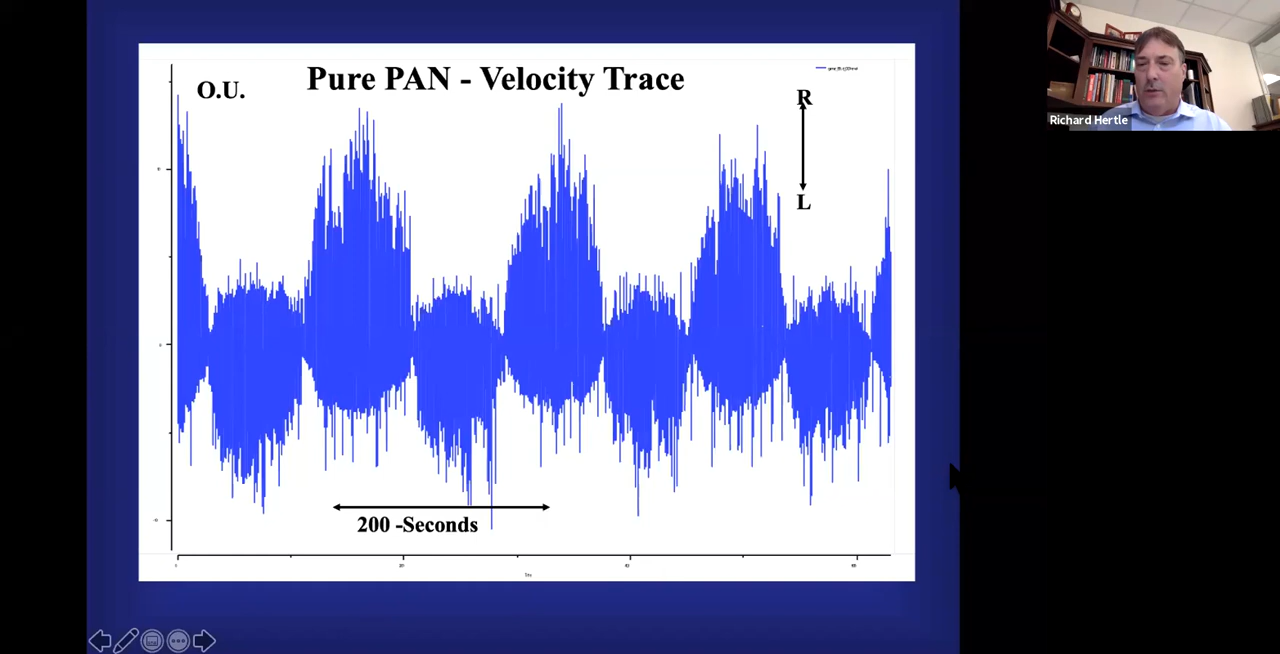 Pure PAN - Velocity Trace
O.U.
R
L
200 -Seconds
Richard Hertle